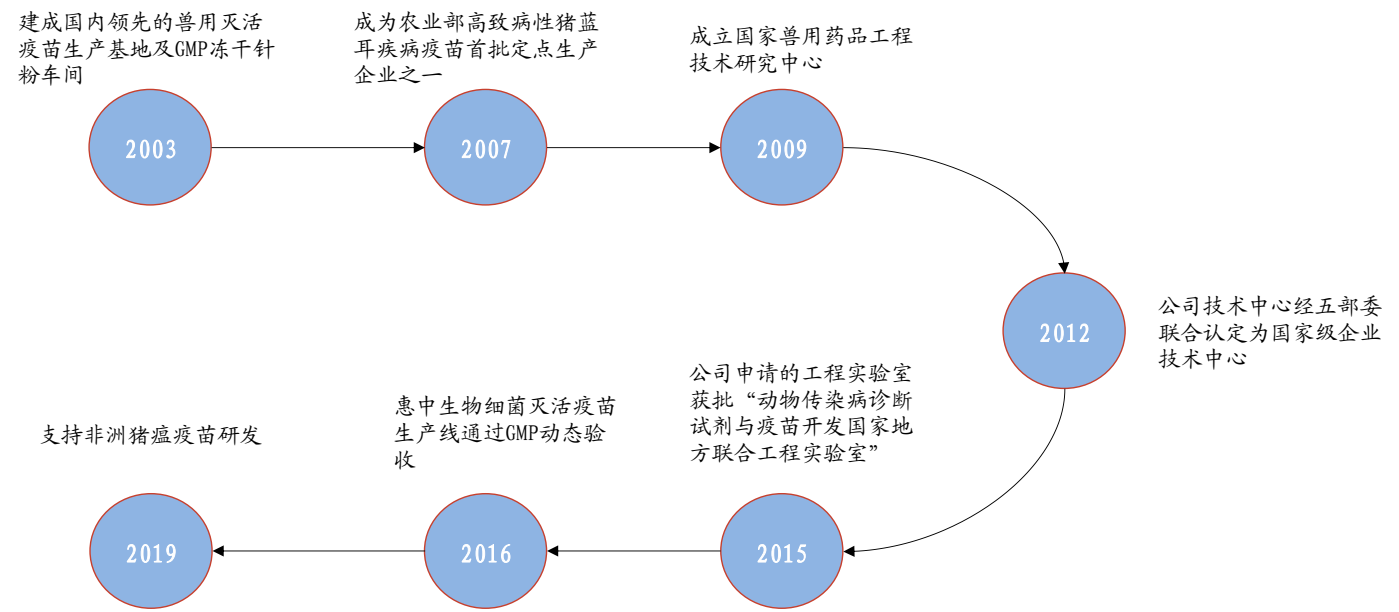 建成国内领先的兽用灭活
疫苗生产基地及GMP冻干针
粉车间
2003
成为农业部高致病性猪蓝
耳疾病疫苗首批定点生产
企业之一
2007
成立国家兽用药品工程
技术研究中心
2009
公司技术中心经五部委
联合认定为国家级企业
技术中心
2012
公司申请的工程实验室
获批“动物传染病诊断
试剂与疫苗开发国家地
方联合工程实验室”
2015
惠中生物细菌灭活疫苗
生产线通过GMP动态验
收
2016
支持非洲猪瘟疫苗研发
2019